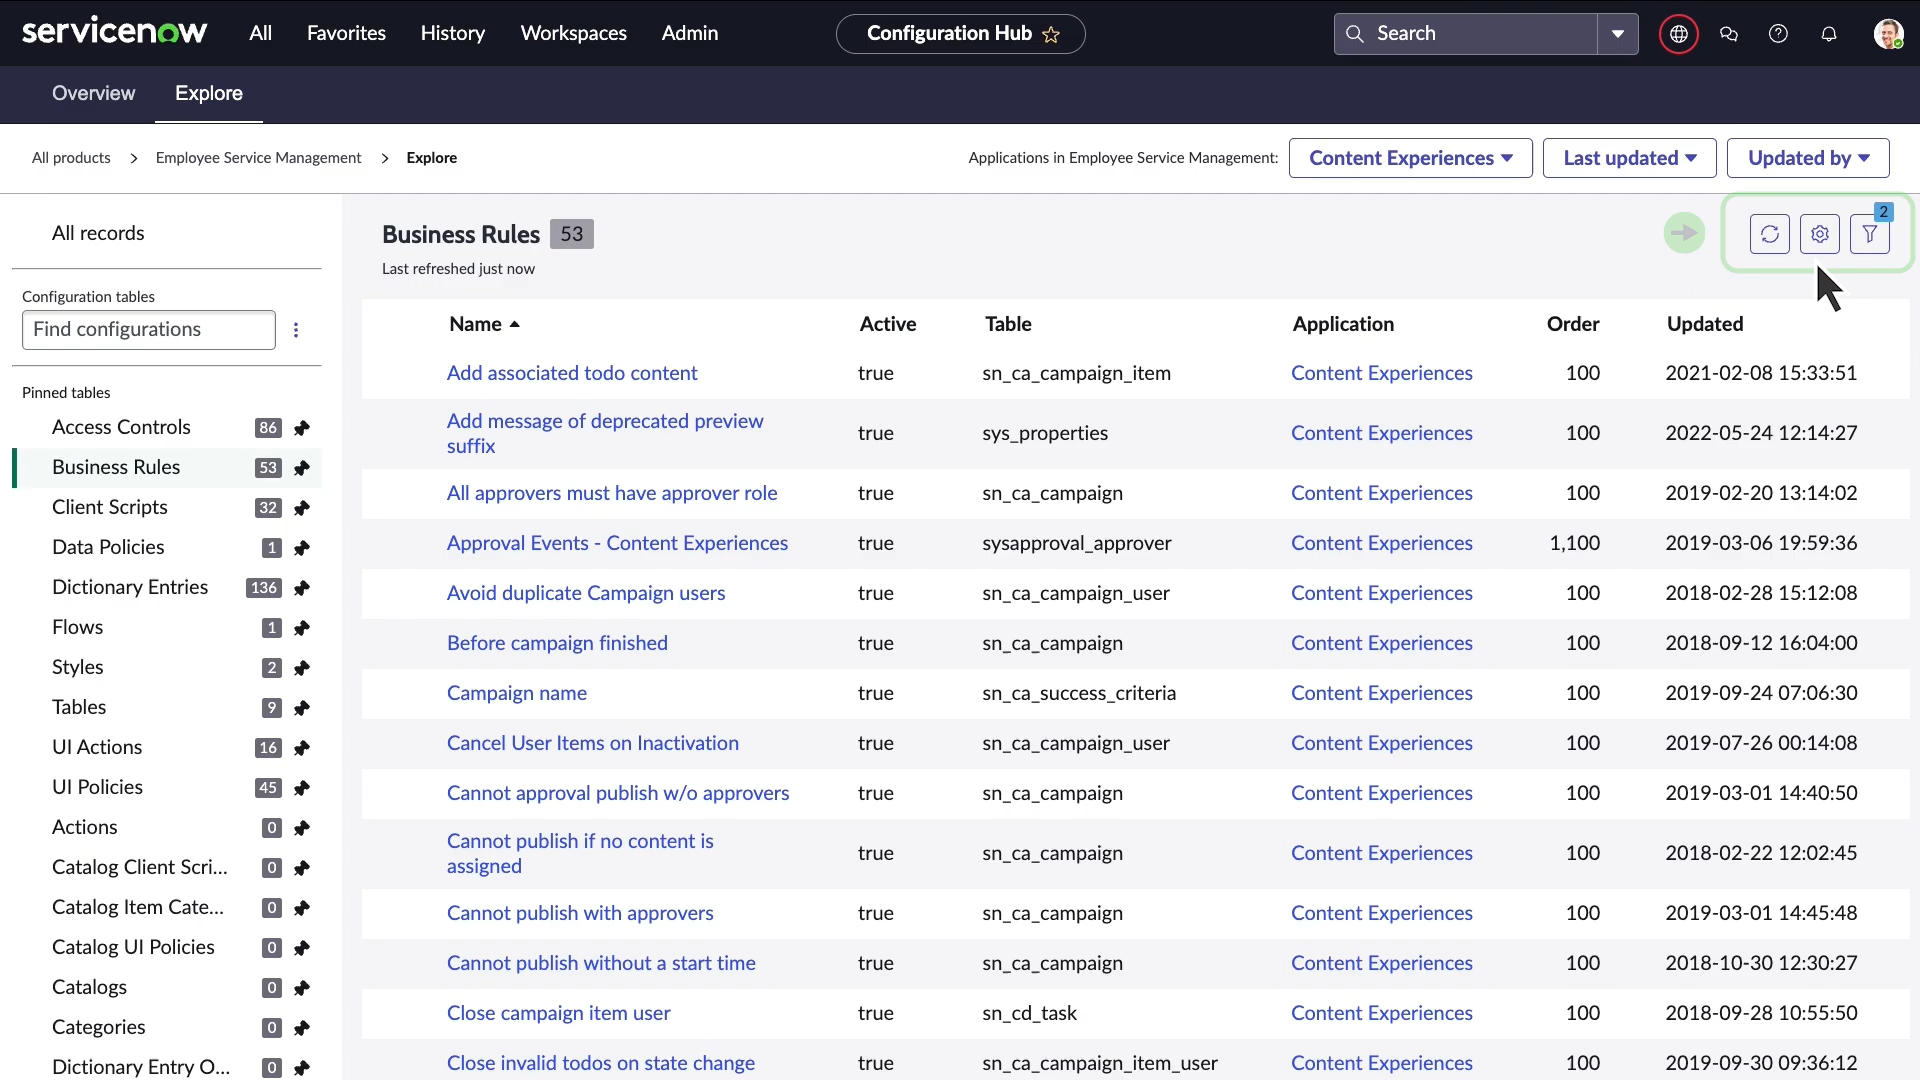 servicenow All Favorites History Workspaces Admin Configuration Hub Search
Overview Explore
All products > Employee Service Management > Explore Applications in Employee Service Management: Content Experiences Last updated Updated by
All records
Configuration tables
Find configurations
Pinned tables
Access Controls 86
Business Rules 53
Client Scripts 32
Data Policies 1
Dictionary Entries 136
Flows 1
Styles 2
Tables 9
UI Actions 16
UI Policies 45
Actions 0
Catalog Client Scri... 0
Catalog Item Cate... 0
Catalog UI Policies 0
Catalogs 0
Categories 0
Dictionary Entry O... 0
Business Rules 53
2
Last refreshed just now
Name Active Table Application Order Updated
Add associated todo content true sn_ca_campaign_item Content Experiences 100 2021-02-08 15:33:51
Add message of deprecated preview
suffix true sys_properties Content Experiences 100 2022-05-24 12:14:27
All approvers must have approver role true sn_ca_campaign Content Experiences 100 2019-02-20 13:14:02
Approval Events - Content Experiences true sysapproval_approver Content Experiences 1,100 2019-03-06 19:59:36
Avoid duplicate Campaign users true sn_ca_campaign_user Content Experiences 100 2018-02-28 15:12:08
Before campaign finished true sn_ca_campaign Content Experiences 100 2018-09-12 16:04:00
Campaign name true sn_ca_success_criteria Content Experiences 100 2019-09-24 07:06:30
Cancel User Items on Inactivation true sn_ca_campaign_user Content Experiences 100 2019-07-26 00:14:08
Cannot approval publish w/o approvers true sn_ca_campaign Content Experiences 100 2019-03-01 14:40:50
Cannot publish if no content is
assigned true sn_ca_campaign Content Experiences 100 2018-02-22 12:02:45
Cannot publish with approvers true sn_ca_campaign Content Experiences 100 2019-03-01 14:45:48
Cannot publish without a start time true sn_ca_campaign Content Experiences 100 2018-10-30 12:30:27
Close campaign item user true sn_cd_task Content Experiences 100 2018-09-28 10:55:50
Close invalid todos on state change true sn_ca_campaign_item_user Content Experiences 100 2019-09-30 09:36:12